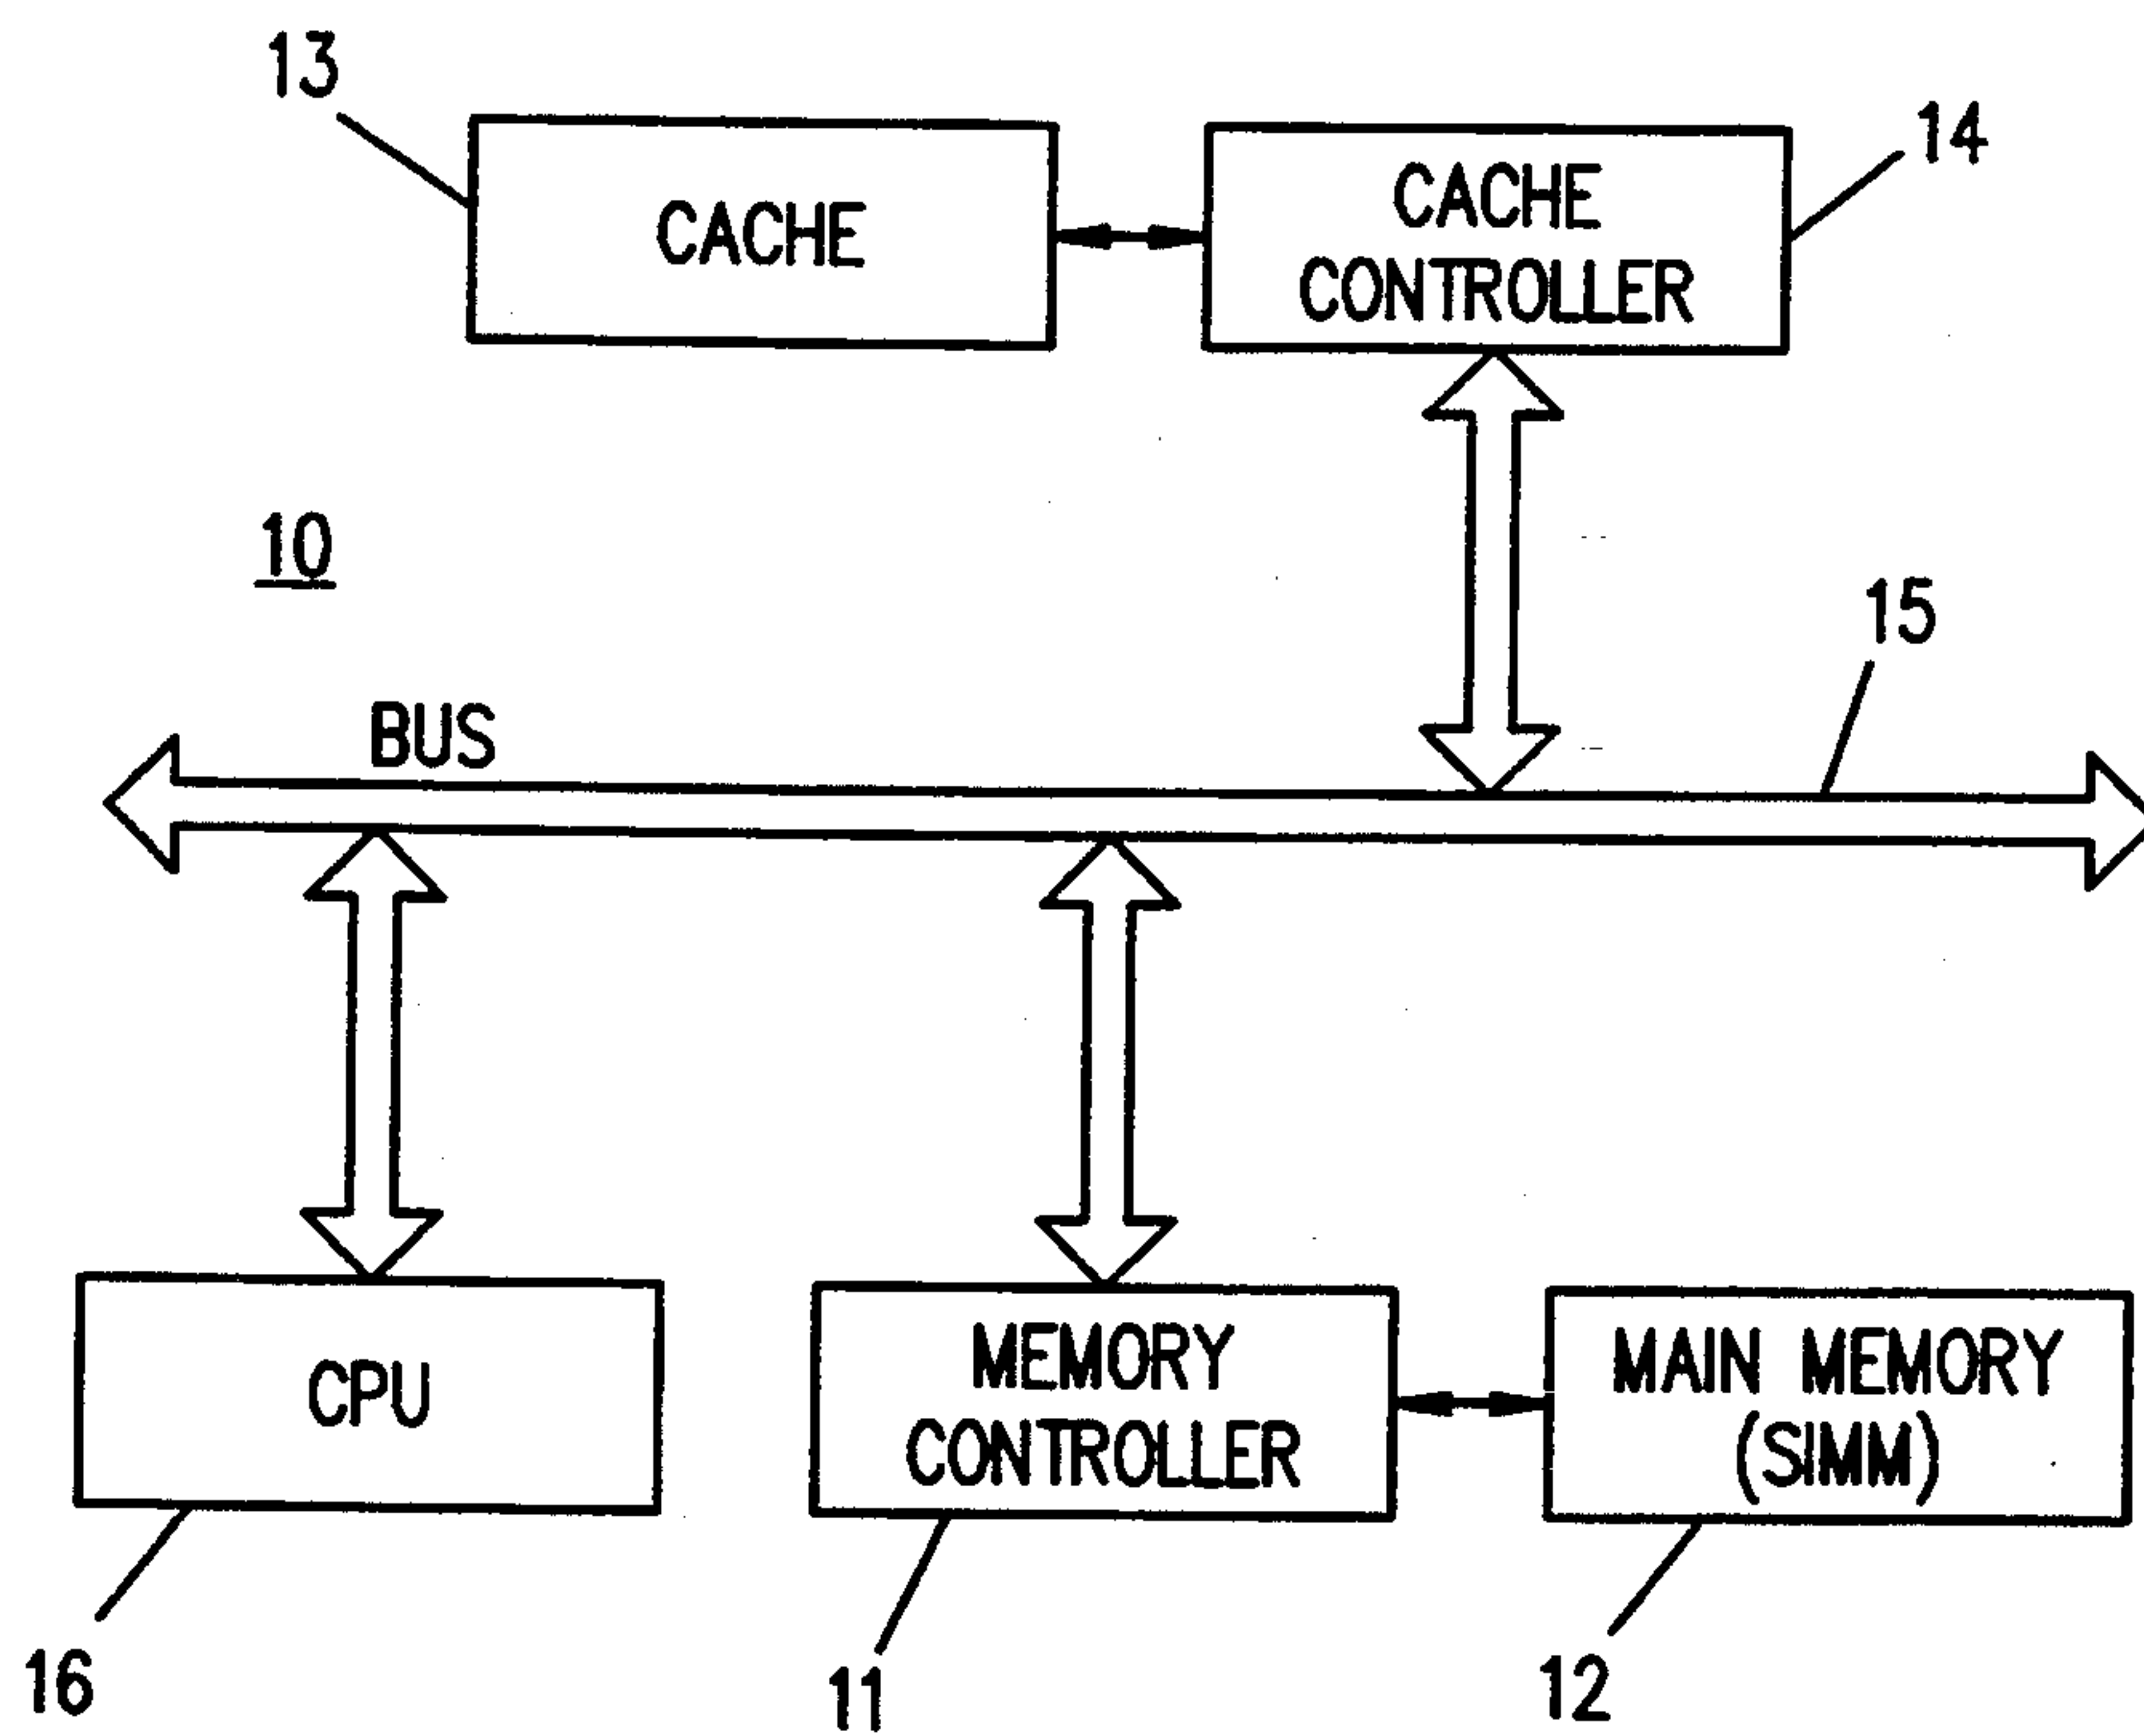 13
14
CACHE
CACHE
CONTROLLER
10
15
BUS
CPU
MEMORY
CONTROLLER
MAIN MEMORY
(SIMM)
16
11
12